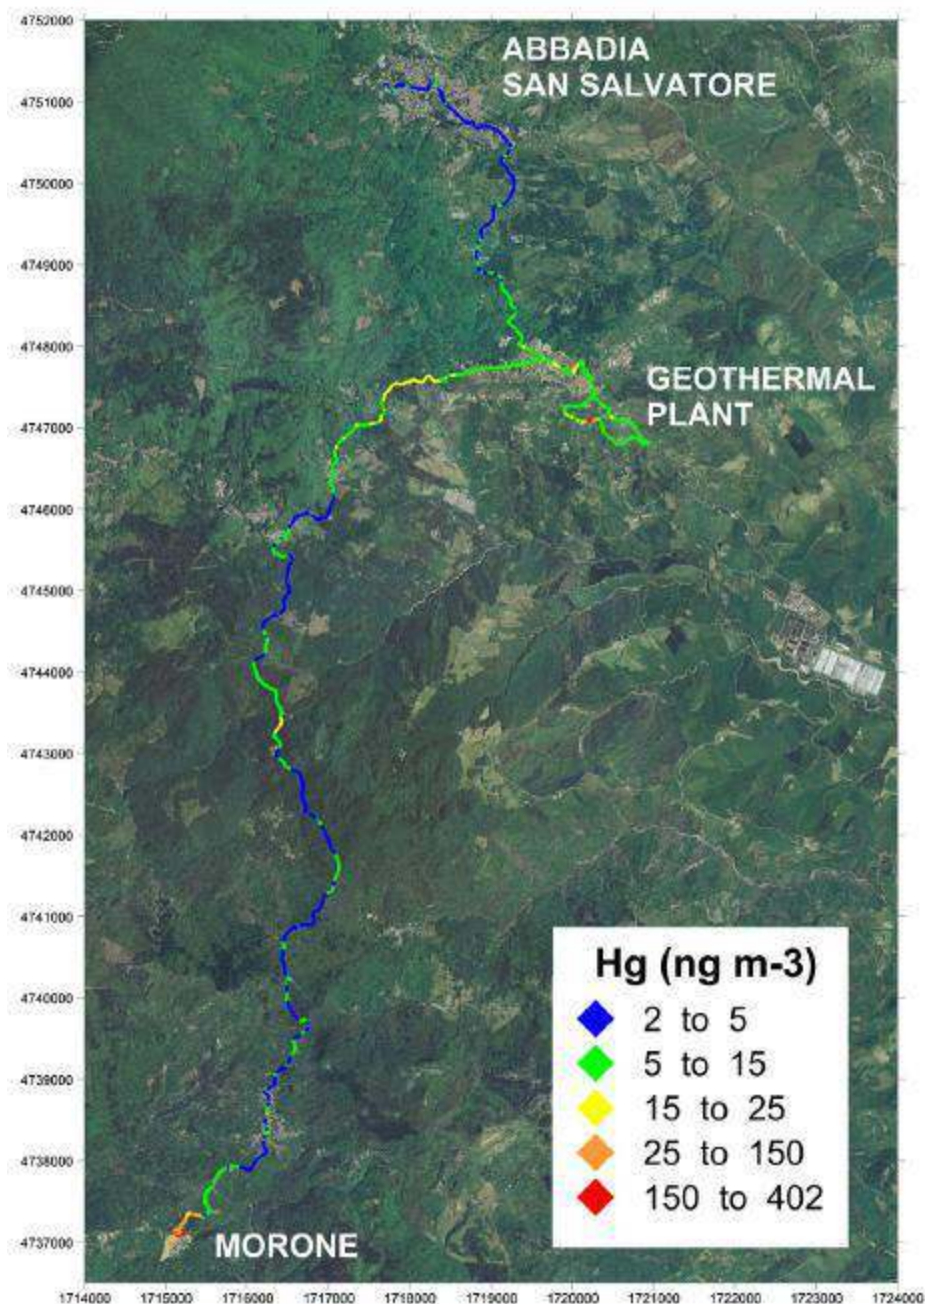 4752000
4751000
4750000
4749000
4748000
4747000
4746000
4745000
4744000
4743000
4742000
4741000
4740000
4739000
4738000
4737000
ABBADIA
SAN SALVATORE
GEOTHERMAL
PLANT
MORONE
Hg (ng m-3)
2 to 5
5 to 15
15 to 25
25 to 150
150 to 402
1714000 1715000 1716000 1717000 1718000 1719000 1720000 1721000 1722000 1723000 1724000